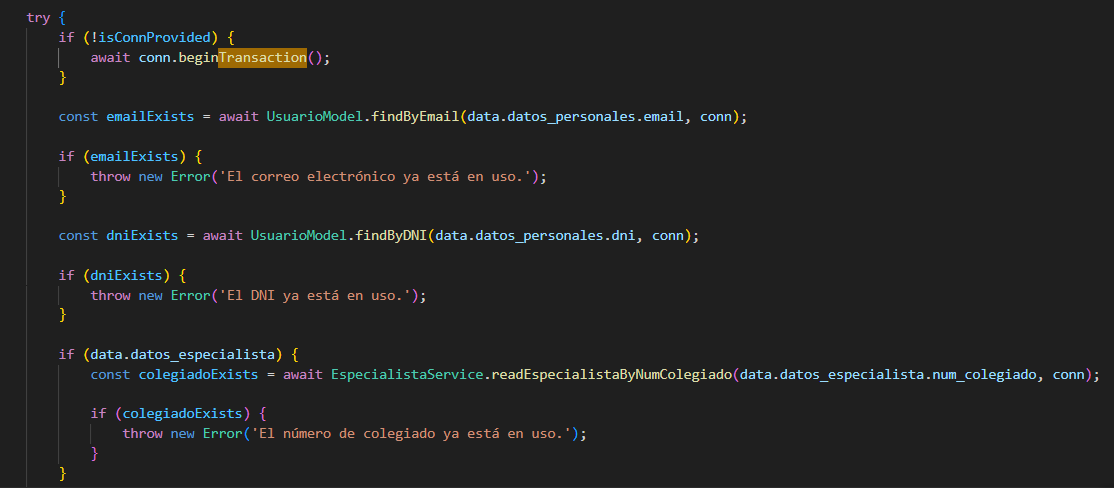 try {
if (!isConnProvided) {
await conn.beginTransaction();
}
const emailExists = await UsuarioModel.findByEmail(data.datos_personales.email, conn);
if (emailExists) {
throw new Error('El correo electrónico ya está en uso.');
}
const dniExists = await UsuarioModel.findByDNI(data.datos_personales.dni, conn);
if (dniExists) {
throw new Error('El DNI ya está en uso.');
}
if (data.datos_especialista) {
const colegiadoExists = await EspecialistaService.readEspecialistaByNumColegiado(data.datos_especialista.num_colegiado, conn);
if (colegiadoExists) {
throw new Error('El número de colegiado ya está en uso.');
}
}